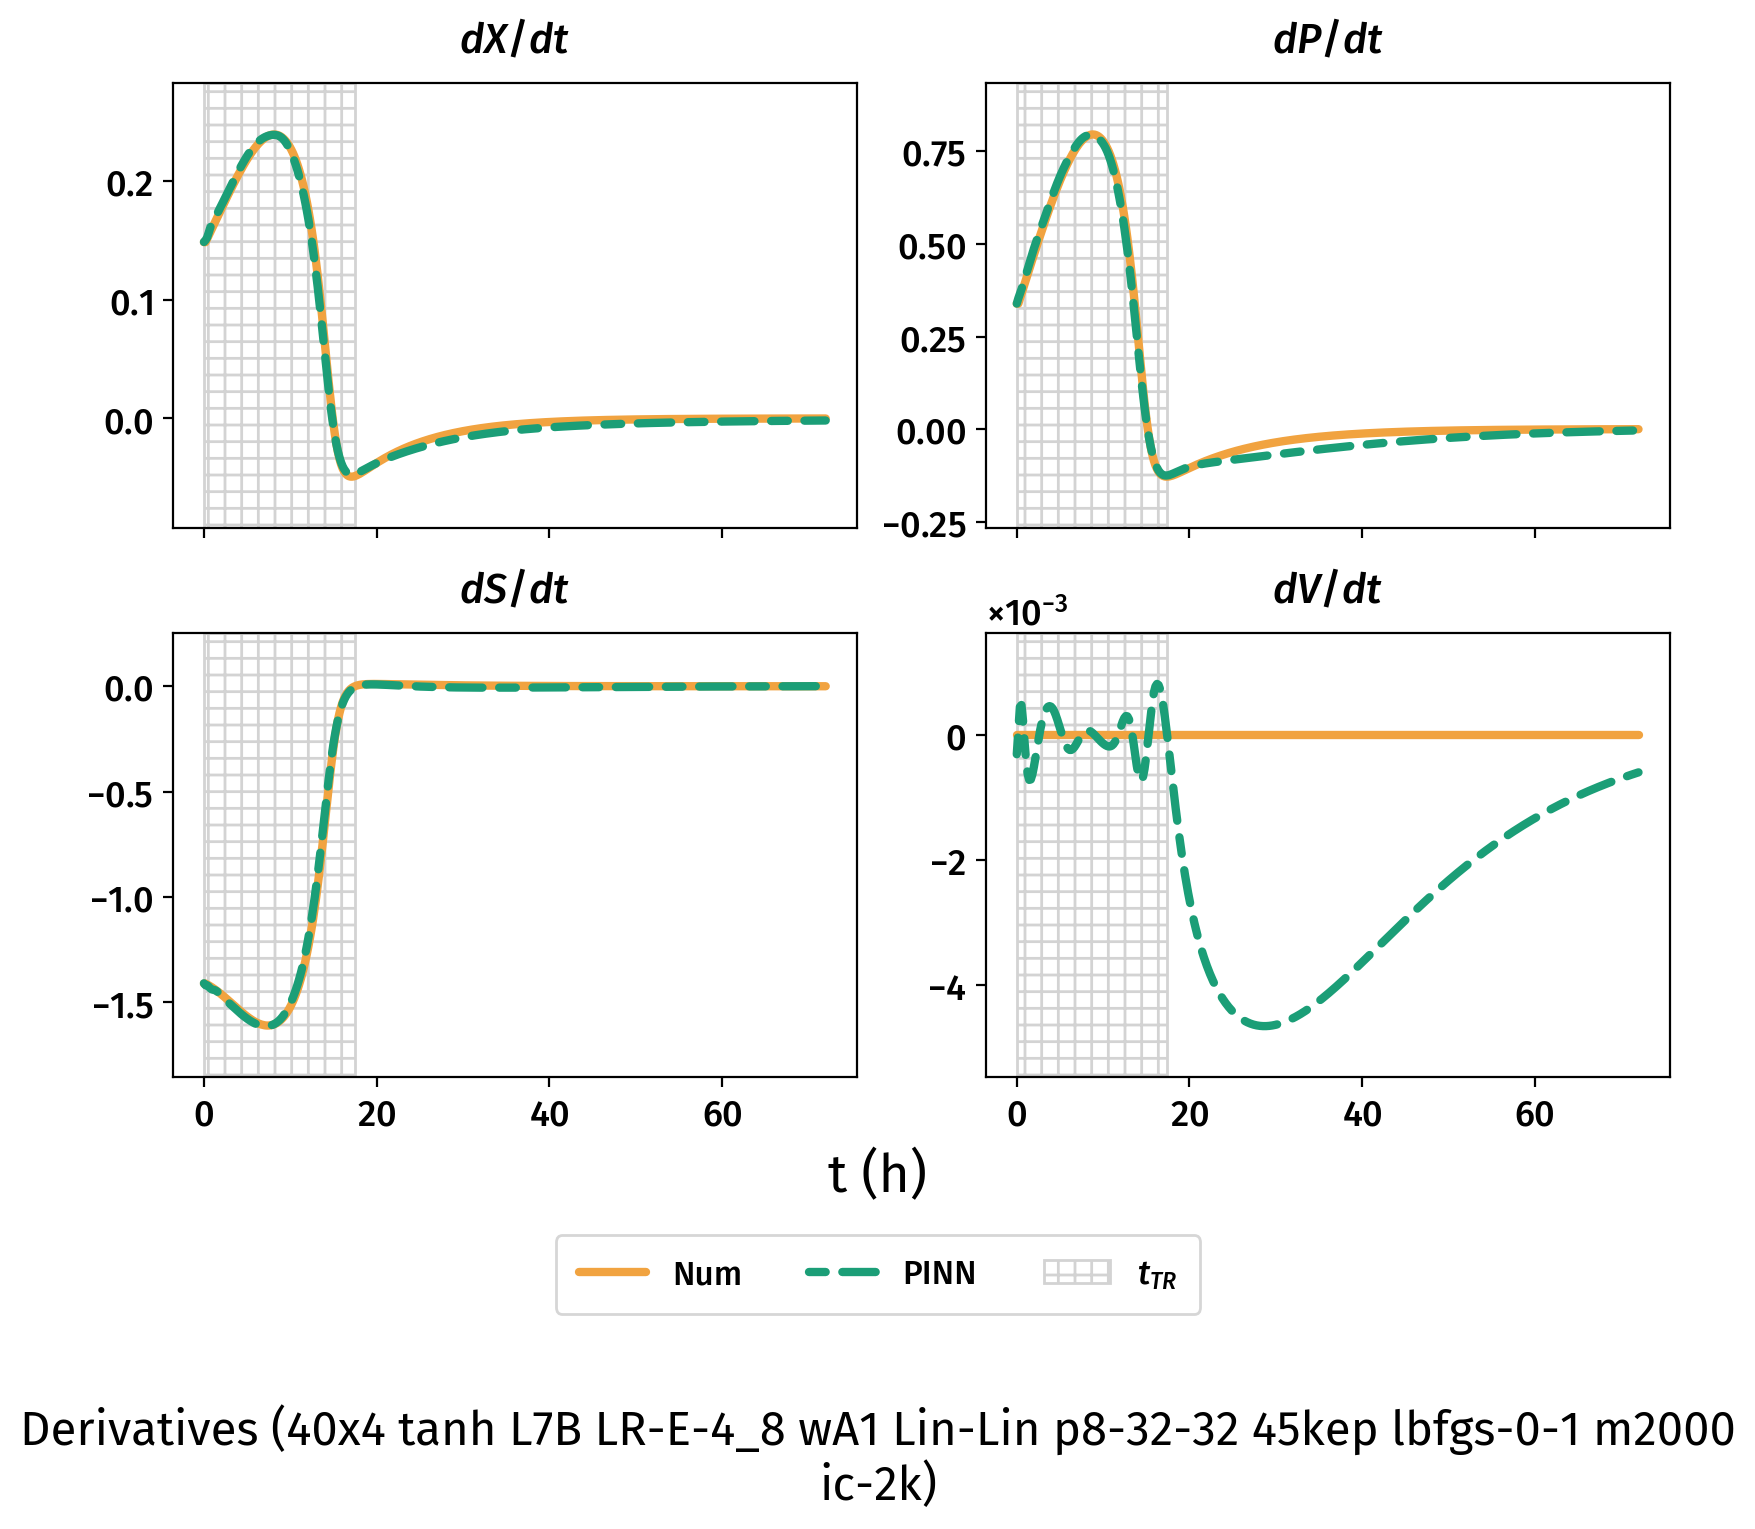 dX/dt
dP/dt
0.2
0.1
0.0
0.75
0.50
0.25
0.00
−0.25
dS/dt
dV/dt
×10⁻³
0.0
−0.5
−1.0
−1.5
0
−2
−4
0 20 40 60
0 20 40 60
t (h)
Num PINN t_TR
Derivatives (40x4 tanh L7B LR-E-4_8 wA1 Lin-Lin p8-32-32 45kep lbfgs-0-1 m2000
ic-2k)